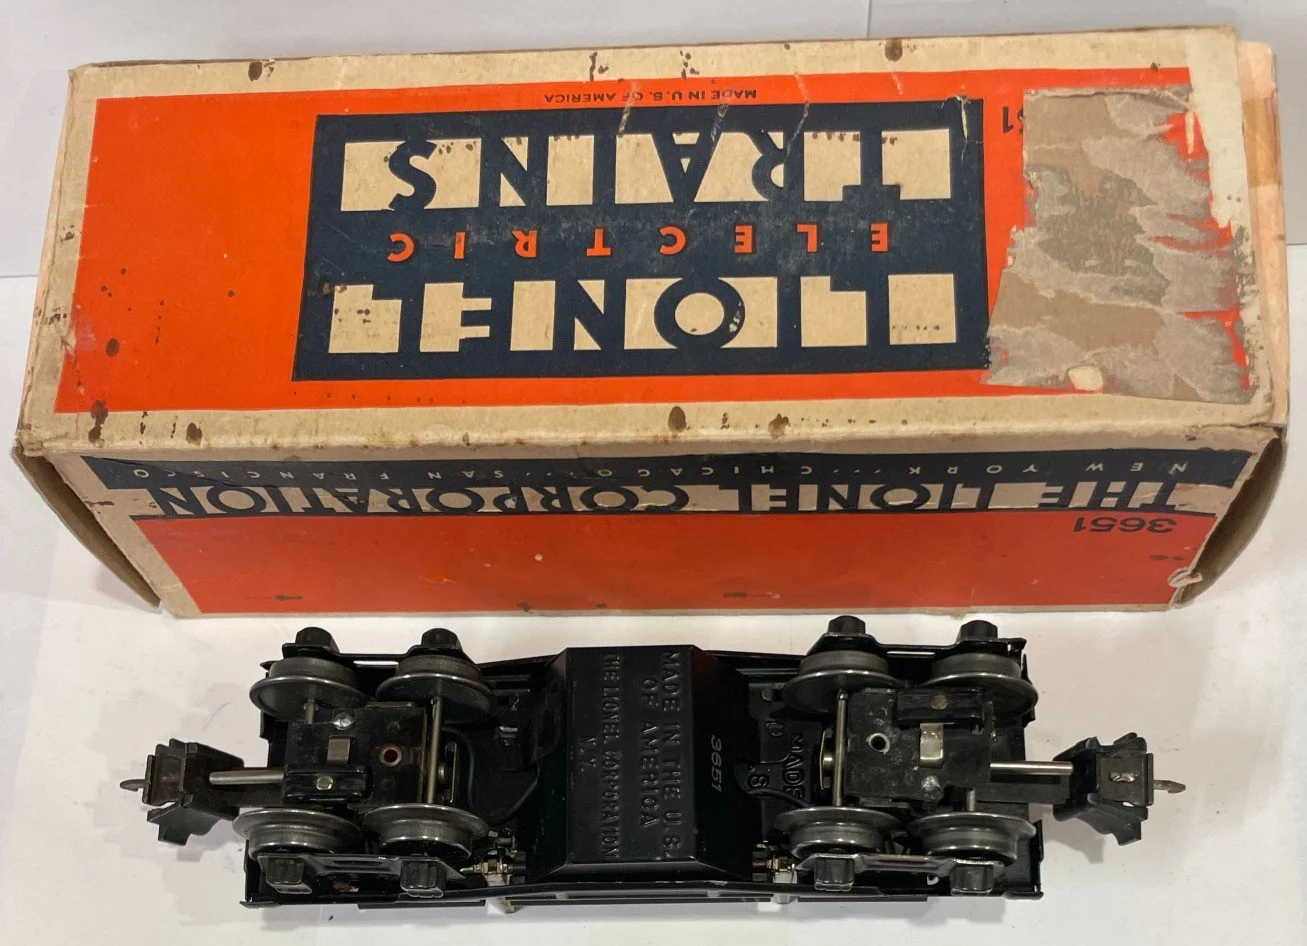 LIONEL
ELECTRIC
TRAINS
MADE IN U.S. OF AMERICA
3651
THE LIONEL CORPORATION
NEW YORK ··· CHICAGO ··· SAN FRANCISCO
MADE IN THE U.S.
OF AMERICA
THE LIONEL CORPORATION
N.Y.
3651
MADE